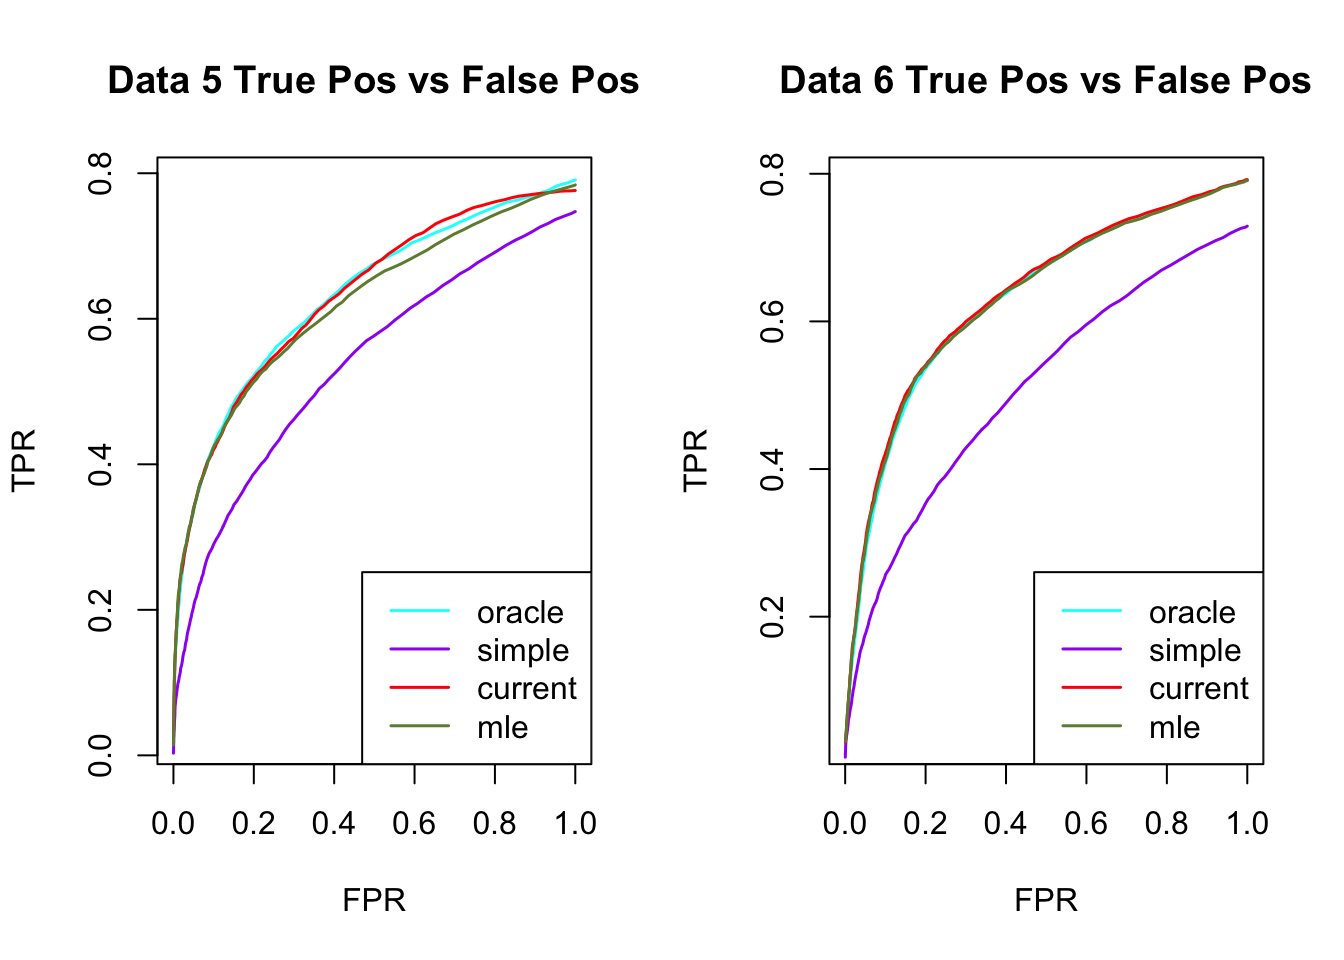 Data 5 True Pos vs False Pos
TPR
0.8
0.6
0.4
0.2
0.0
oracle
simple
current
mle
0.0 0.2 0.4 0.6 0.8 1.0
FPR
Data 6 True Pos vs False Pos
TPR
0.8
0.6
0.4
0.2
oracle
simple
current
mle
0.0 0.2 0.4 0.6 0.8 1.0
FPR